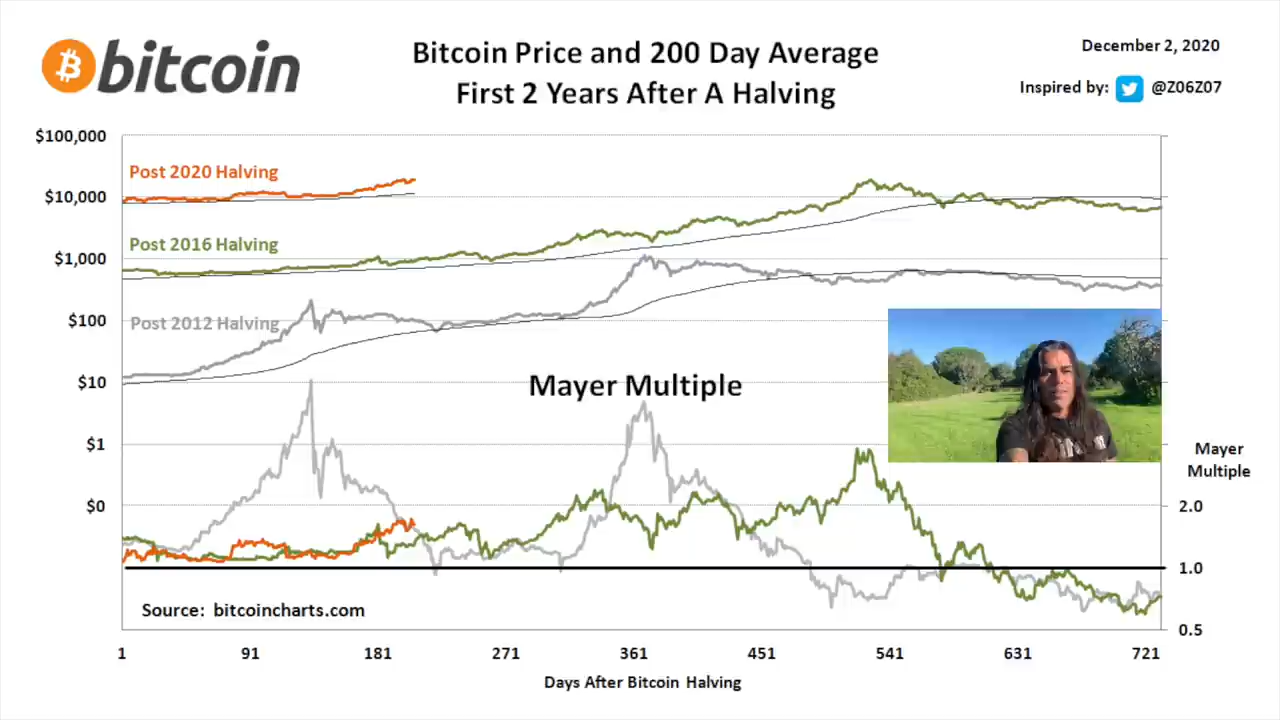 bitcoin
Bitcoin Price and 200 Day Average
First 2 Years After A Halving
December 2, 2020
Inspired by: @Z06Z07
$100,000
$10,000
$1,000
$100
$10
$1
$0
Post 2020 Halving
Post 2016 Halving
Post 2012 Halving
Mayer Multiple
Mayer
Multiple
2.0
1.0
0.5
Source: bitcoincharts.com
1 91 181 271 361 451 541 631 721
Days After Bitcoin Halving